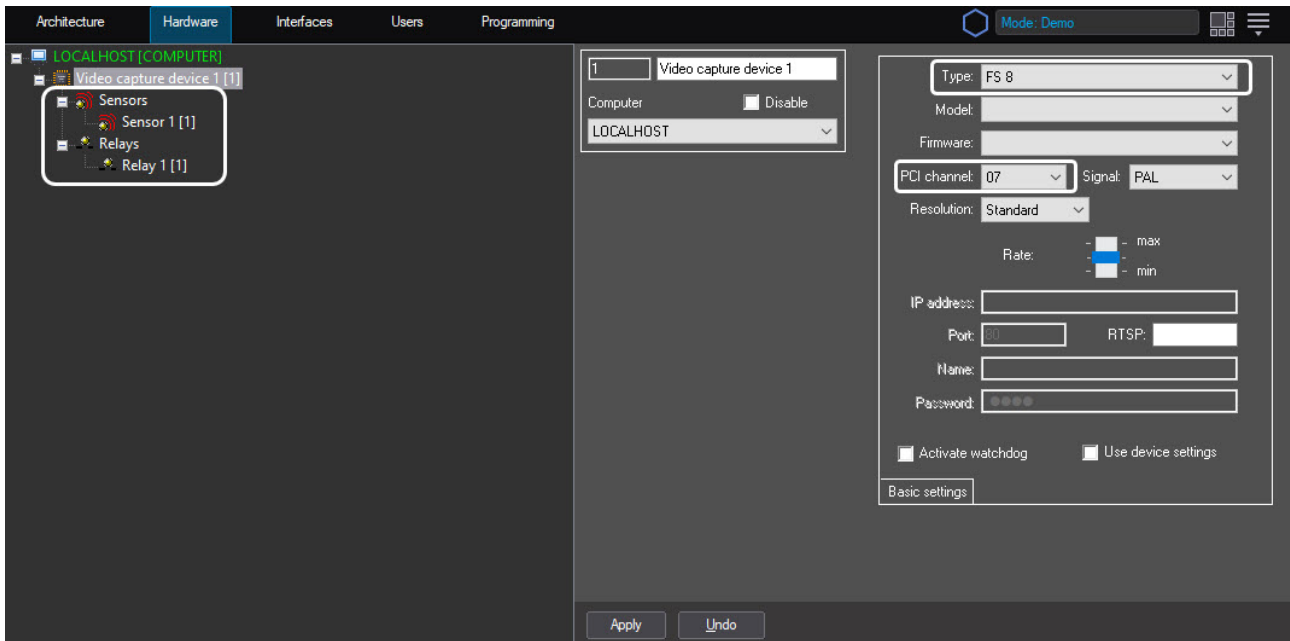 Architecture Hardware Interfaces Users Programming Mode: Demo
LOCALHOST [COMPUTER]
Video capture device 1 [1]
Sensors
Sensor 1 [1]
Relays
Relay 1 [1]
1 Video capture device 1
Computer Disable
LOCALHOST
Type: FS 8
Model:
Firmware:
PCI channel: 07 Signal: PAL
Resolution: Standard
max
Rate:
min
IP address:
Port: 80 RTSP:
Name:
Password: ●●●●
Activate watchdog Use device settings
Basic settings
Apply Undo